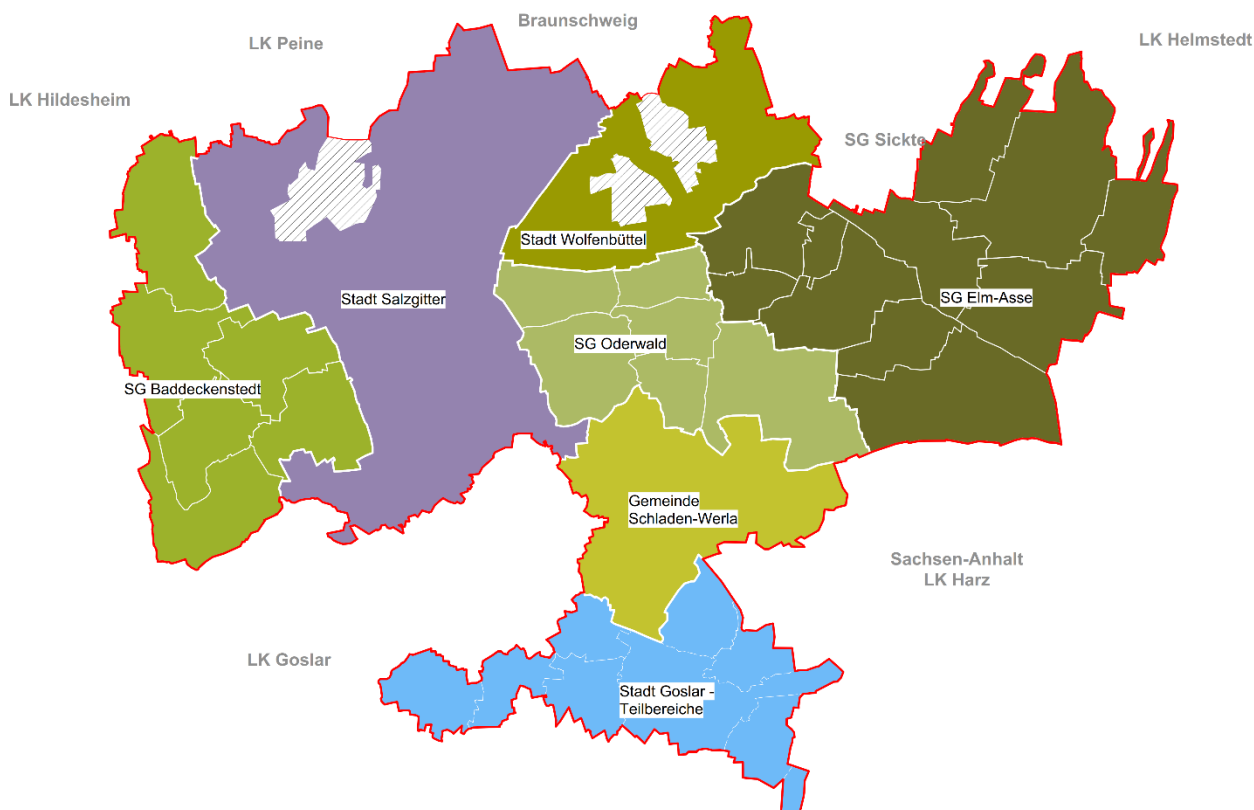 Braunschweig
LK Peine
LK Helmstedt
LK Hildesheim
SG Sickte
Stadt Wolfenbüttel
Stadt Salzgitter
SG Elm-Asse
SG Oderwald
SG Baddeckenstedt
Gemeinde
Schladen-Werla
Sachsen-Anhalt
LK Harz
LK Goslar
Stadt Goslar -
Teilbereiche